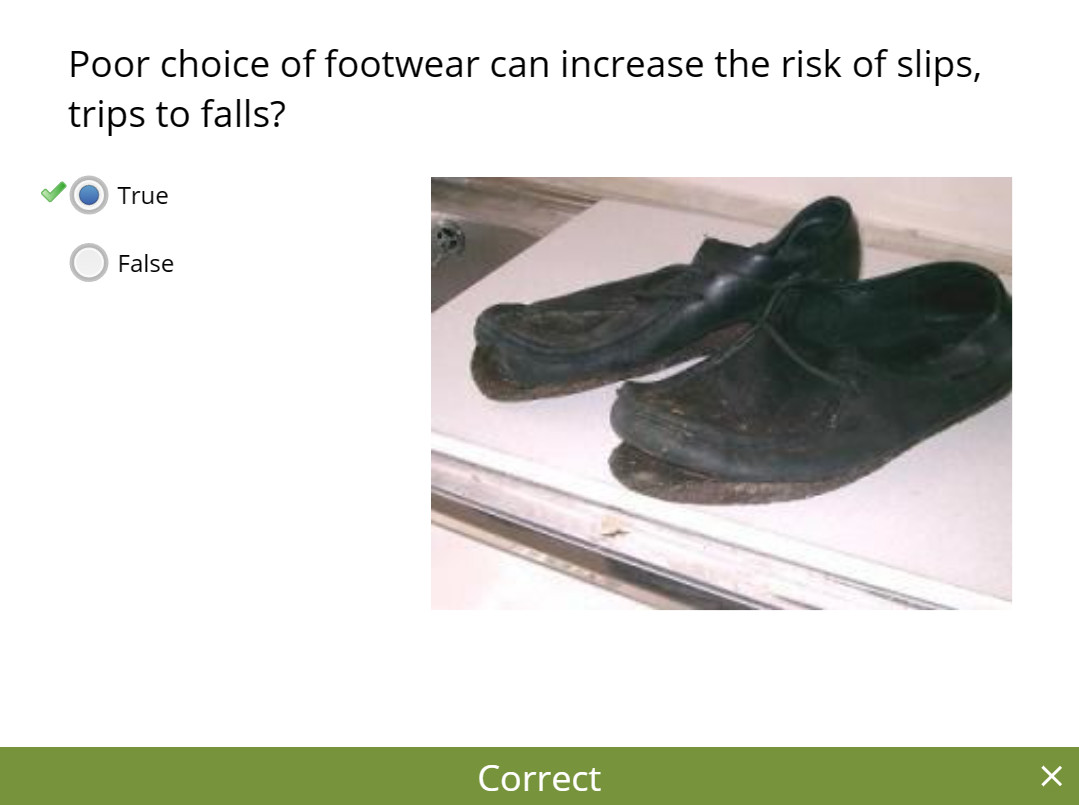 Poor choice of footwear can increase the risk of slips,
trips to falls?
True
False
Correct